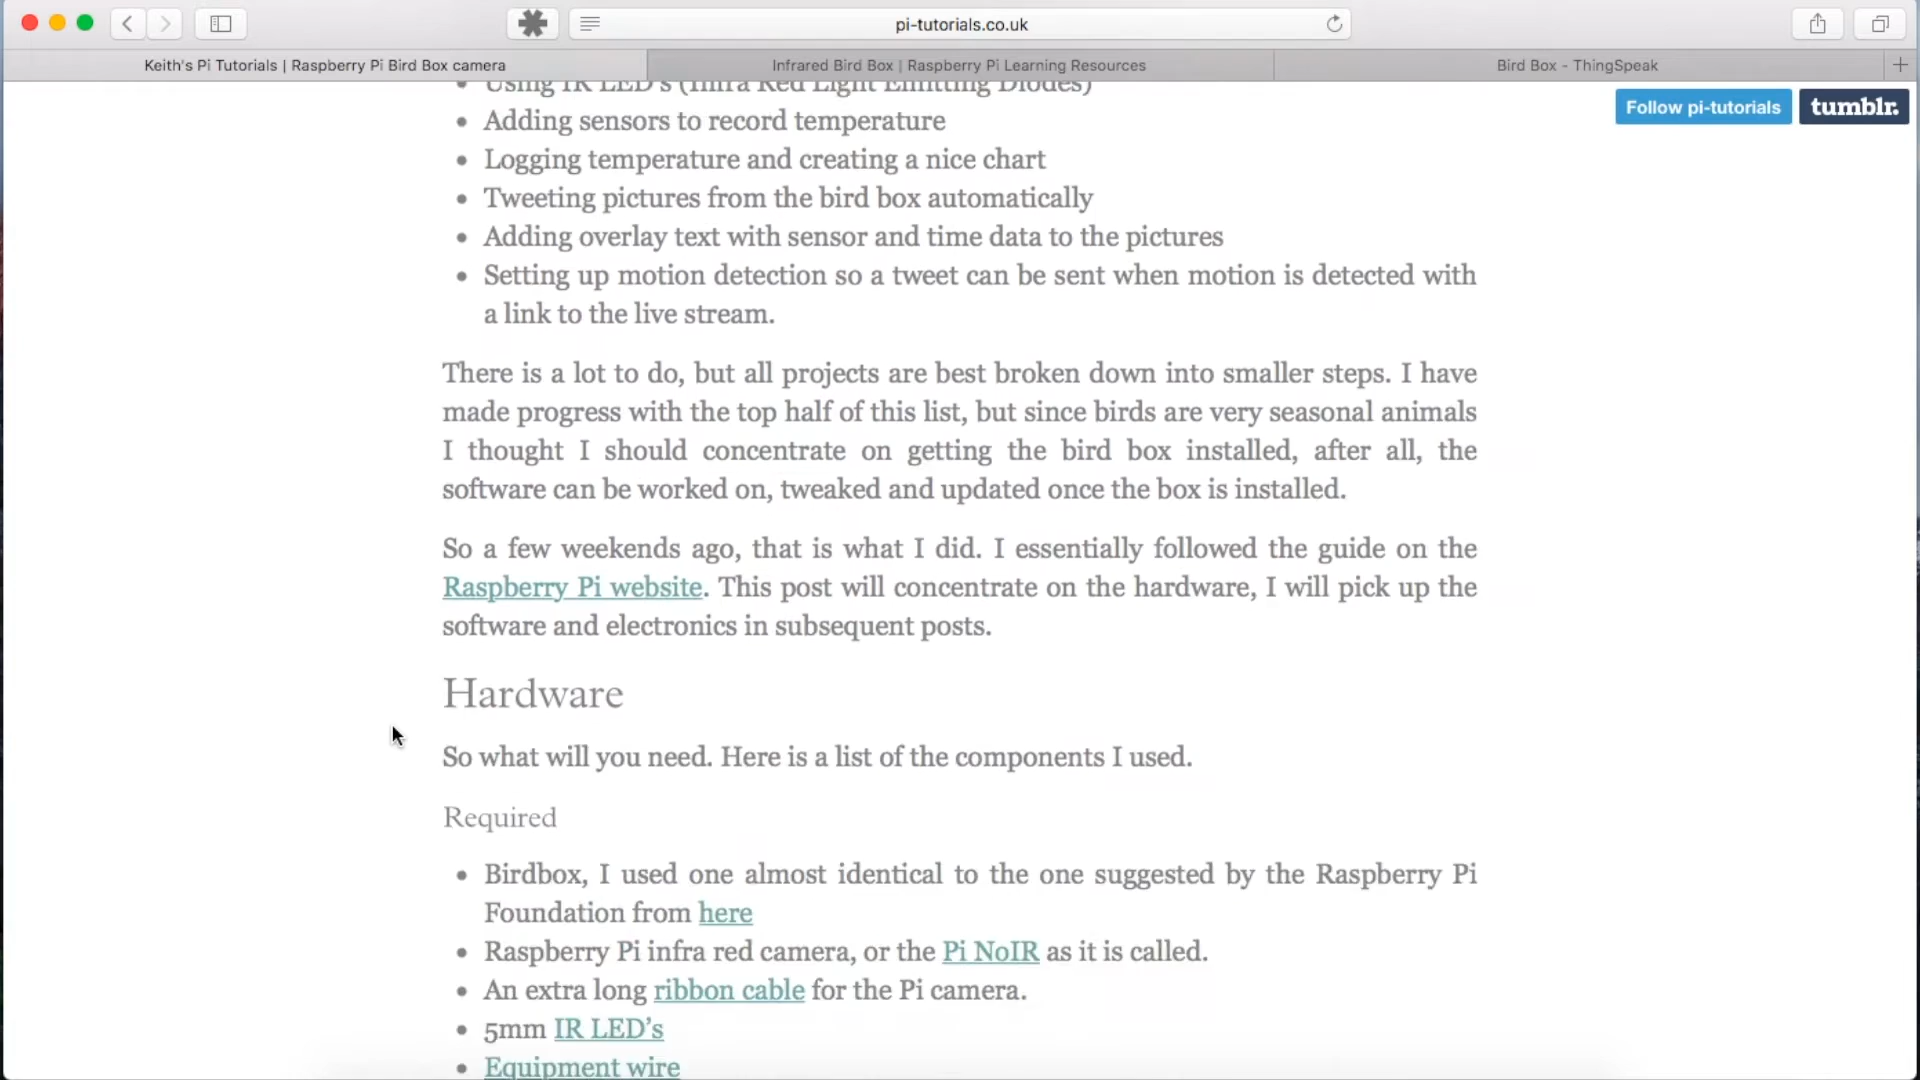 pi-tutorials.co.uk
Keith's Pi Tutorials | Raspberry Pi Bird Box camera
Infrared Bird Box | Raspberry Pi Learning Resources
Bird Box - ThingSpeak
Follow pi-tutorials
tumblr.
• Using IR LED's (Infra Red Light Emitting Diodes)
• Adding sensors to record temperature
• Logging temperature and creating a nice chart
• Tweeting pictures from the bird box automatically
• Adding overlay text with sensor and time data to the pictures
• Setting up motion detection so a tweet can be sent when motion is detected with
a link to the live stream.
There is a lot to do, but all projects are best broken down into smaller steps. I have
made progress with the top half of this list, but since birds are very seasonal animals
I thought I should concentrate on getting the bird box installed, after all, the
software can be worked on, tweaked and updated once the box is installed.
So a few weekends ago, that is what I did. I essentially followed the guide on the
Raspberry Pi website. This post will concentrate on the hardware, I will pick up the
software and electronics in subsequent posts.
Hardware
So what will you need. Here is a list of the components I used.
Required
• Birdbox, I used one almost identical to the one suggested by the Raspberry Pi
Foundation from here
• Raspberry Pi infra red camera, or the Pi NoIR as it is called.
• An extra long ribbon cable for the Pi camera.
• 5mm IR LED’s
• Equipment wire